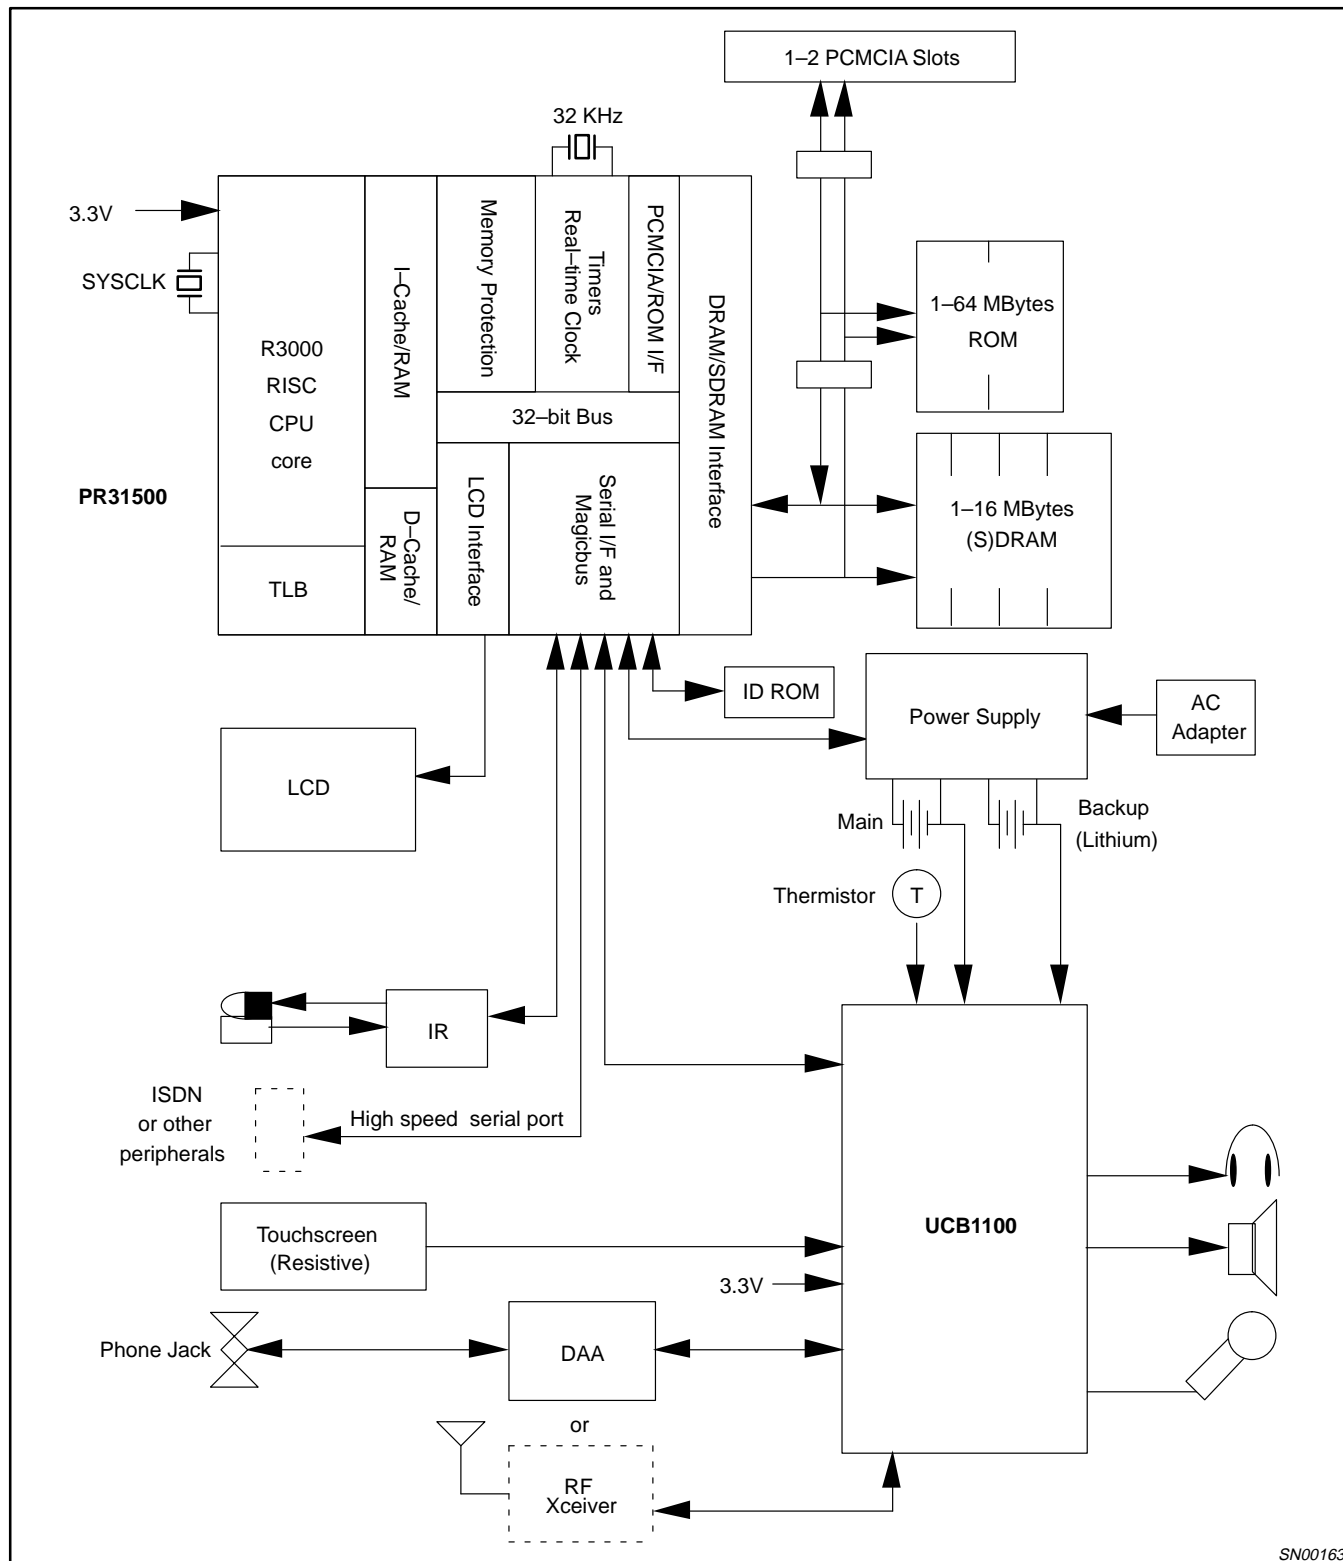 1–2 PCMCIA Slots
32 KHz
3.3V
SYSCLK
R3000
RISC
CPU
core
TLB
PR31500
I–Cache/RAM
D–Cache/
RAM
Memory Protection
Timers
Real–time Clock
PCMCIA/ROM I/F
DRAM/SDRAM Interface
32–bit Bus
LCD Interface
Serial I/F and
Magicbus
1–64 MBytes
ROM
1–16 MBytes
(S)DRAM
ID ROM
Power Supply
AC
Adapter
LCD
Main
Backup
(Lithium)
Thermistor
T
IR
ISDN
or other
peripherals
High speed serial port
Touchscreen
(Resistive)
3.3V
UCB1100
Phone Jack
DAA
or
RF
Xceiver
SN00163